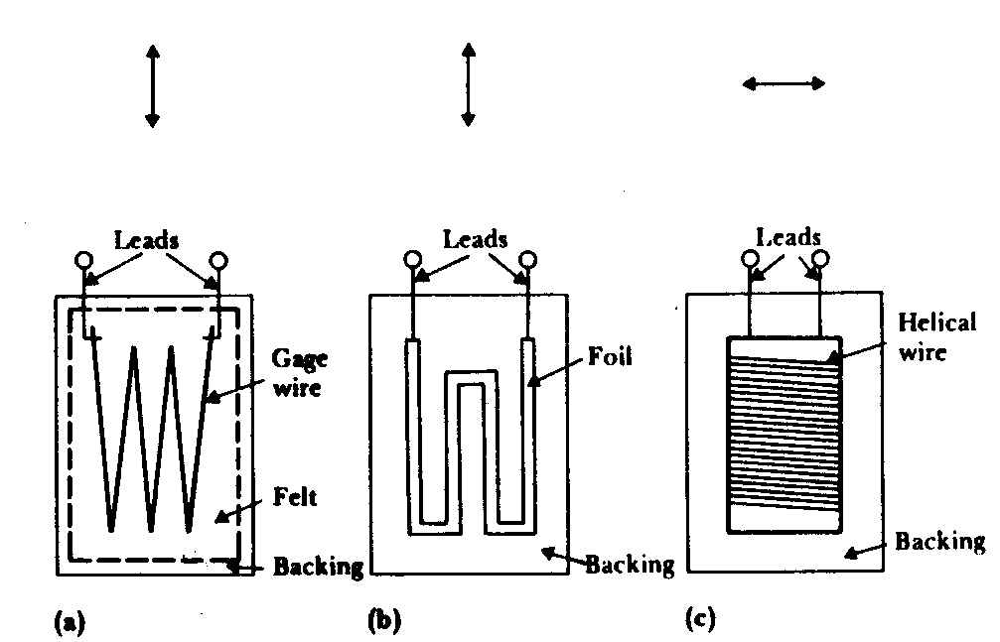 Leads
Leads
Leads
Gage
wire
Foil
Helical
wire
Felt
Backing
Backing
Backing
(a)
(b)
(c)